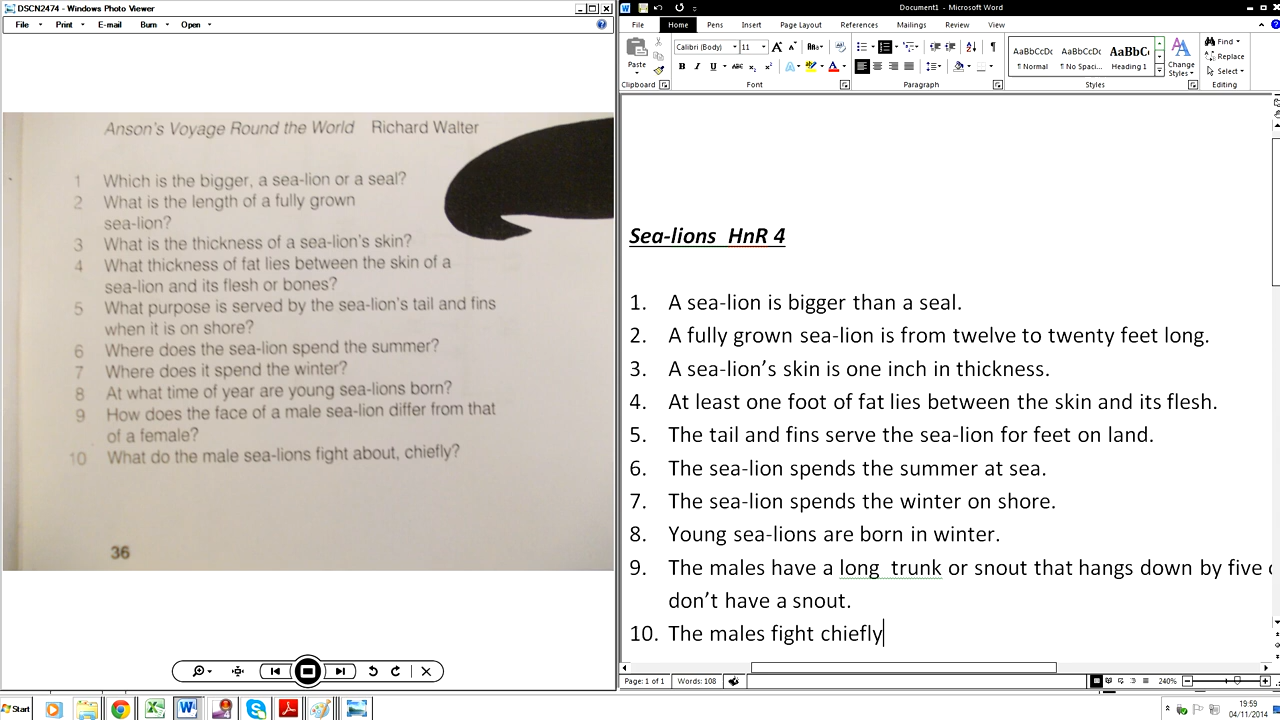 DSCN2474 - Windows Photo Viewer
File Print E-mail Burn Open
Anson's Voyage Round the World Richard Walter
1 Which is the bigger, a sea-lion or a seal?
2 What is the length of a fully grown
sea-lion?
3 What is the thickness of a sea-lion's skin?
4 What thickness of fat lies between the skin of a
sea-lion and its flesh or bones?
5 What purpose is served by the sea-lion's tail and fins
when it is on shore?
6 Where does the sea-lion spend the summer?
7 Where does it spend the winter?
8 At what time of year are young sea-lions born?
9 How does the face of a male sea-lion differ from that
of a female?
10 What do the male sea-lions fight about, chiefly?
36
Document1 - Microsoft Word
File Home Pens Insert Page Layout References Mailings Review View
Calibri (Body) 11
Paste
B I U
AaBbCcDc AaBbCcDc AaBbC
¶ Normal ¶ No Spaci... Heading 1
Change
Styles
Find
Replace
Select
Clipboard Font Paragraph Styles Editing
Sea-lions HnR 4
1. A sea-lion is bigger than a seal.
2. A fully grown sea-lion is from twelve to twenty feet long.
3. A sea-lion’s skin is one inch in thickness.
4. At least one foot of fat lies between the skin and its flesh.
5. The tail and fins serve the sea-lion for feet on land.
6. The sea-lion spends the summer at sea.
7. The sea-lion spends the winter on shore.
8. Young sea-lions are born in winter.
9. The males have a long trunk or snout that hangs down by five
don’t have a snout.
10. The males fight chiefly
Page: 1 of 1 Words: 108 240%
Start
19:59
04/11/2014